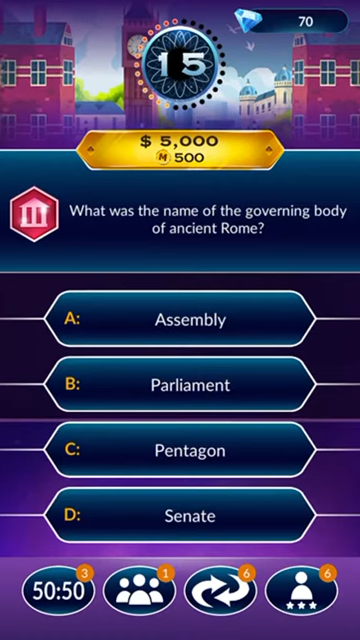 70
15
$ 5,000
M 500
What was the name of the governing body
of ancient Rome?
A: Assembly
B: Parliament
C: Pentagon
D: Senate
3 1 6 6
50:50